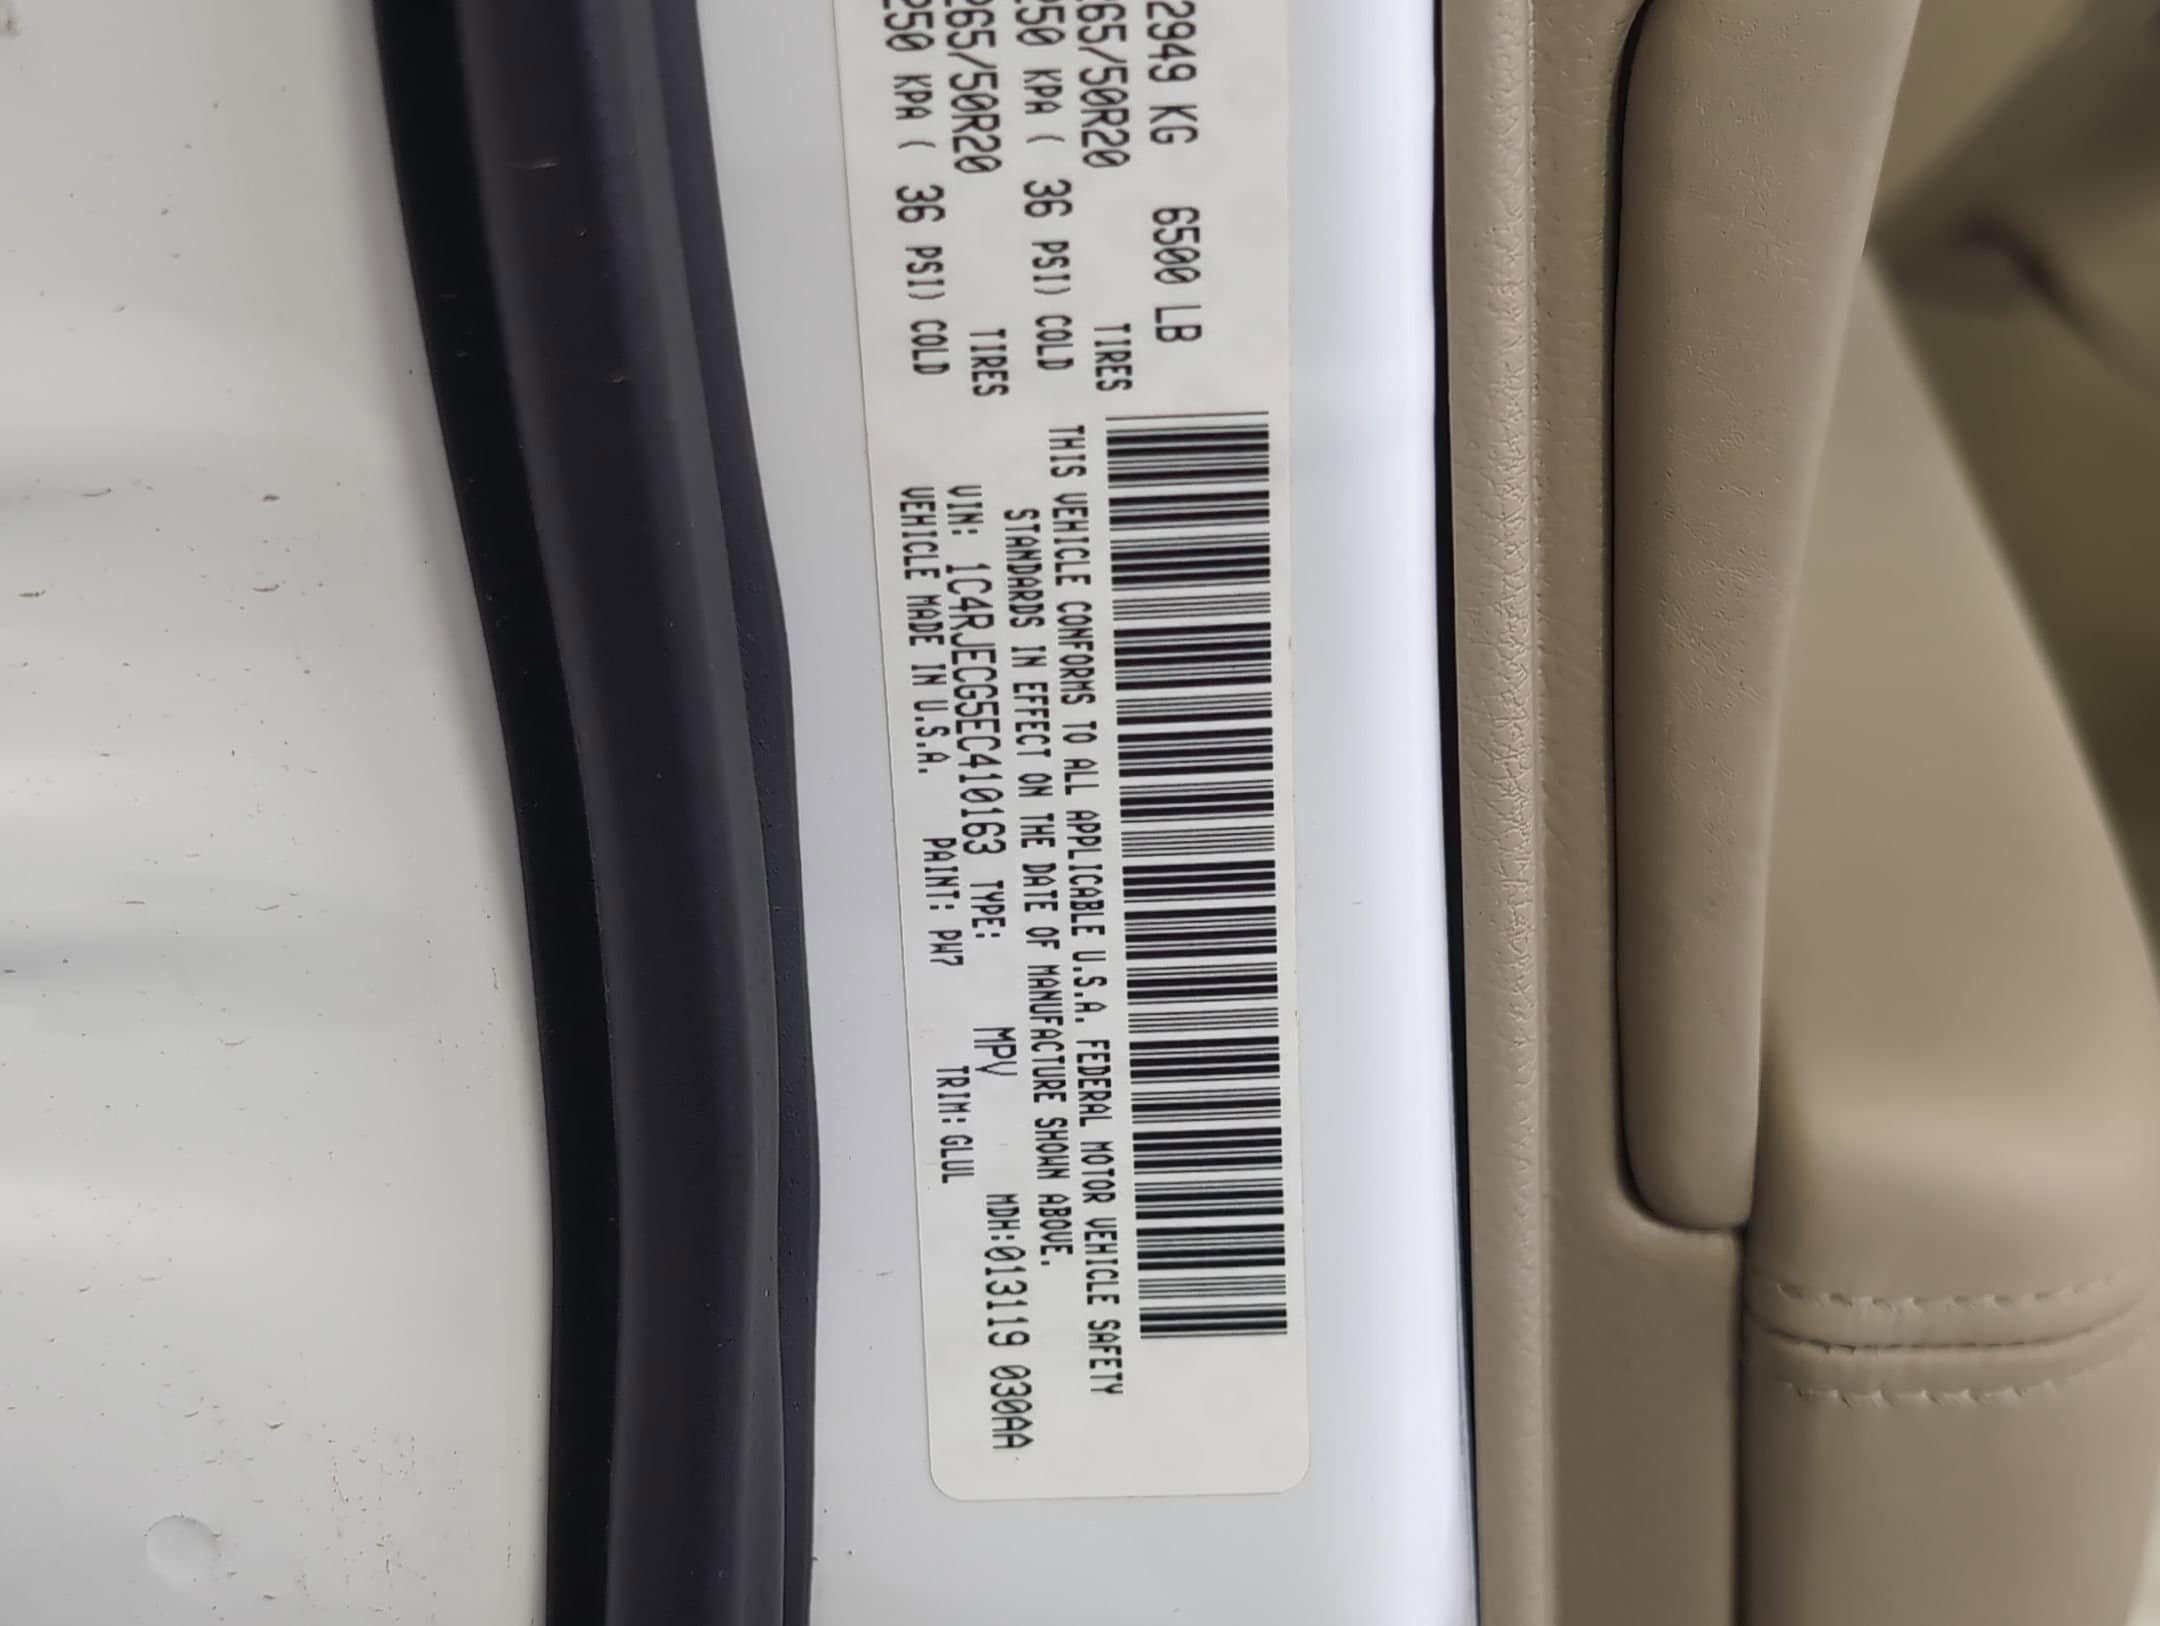 2949 KG 6500 LB
265/50R20 TIRES
250 KPA ( 36 PSI) COLD
265/50R20 TIRES
250 KPA ( 36 PSI) COLD
THIS VEHICLE CONFORMS TO ALL APPLICABLE U.S.A. FEDERAL MOTOR VEHICLE SAFETY
STANDARDS IN EFFECT ON THE DATE OF MANUFACTURE SHOWN ABOVE.
VIN: 1C4RJECG5EC410163 TYPE: MPV MDH:013119 030AA
VEHICLE MADE IN U.S.A. PAINT: PW7 TRIM: GLUL